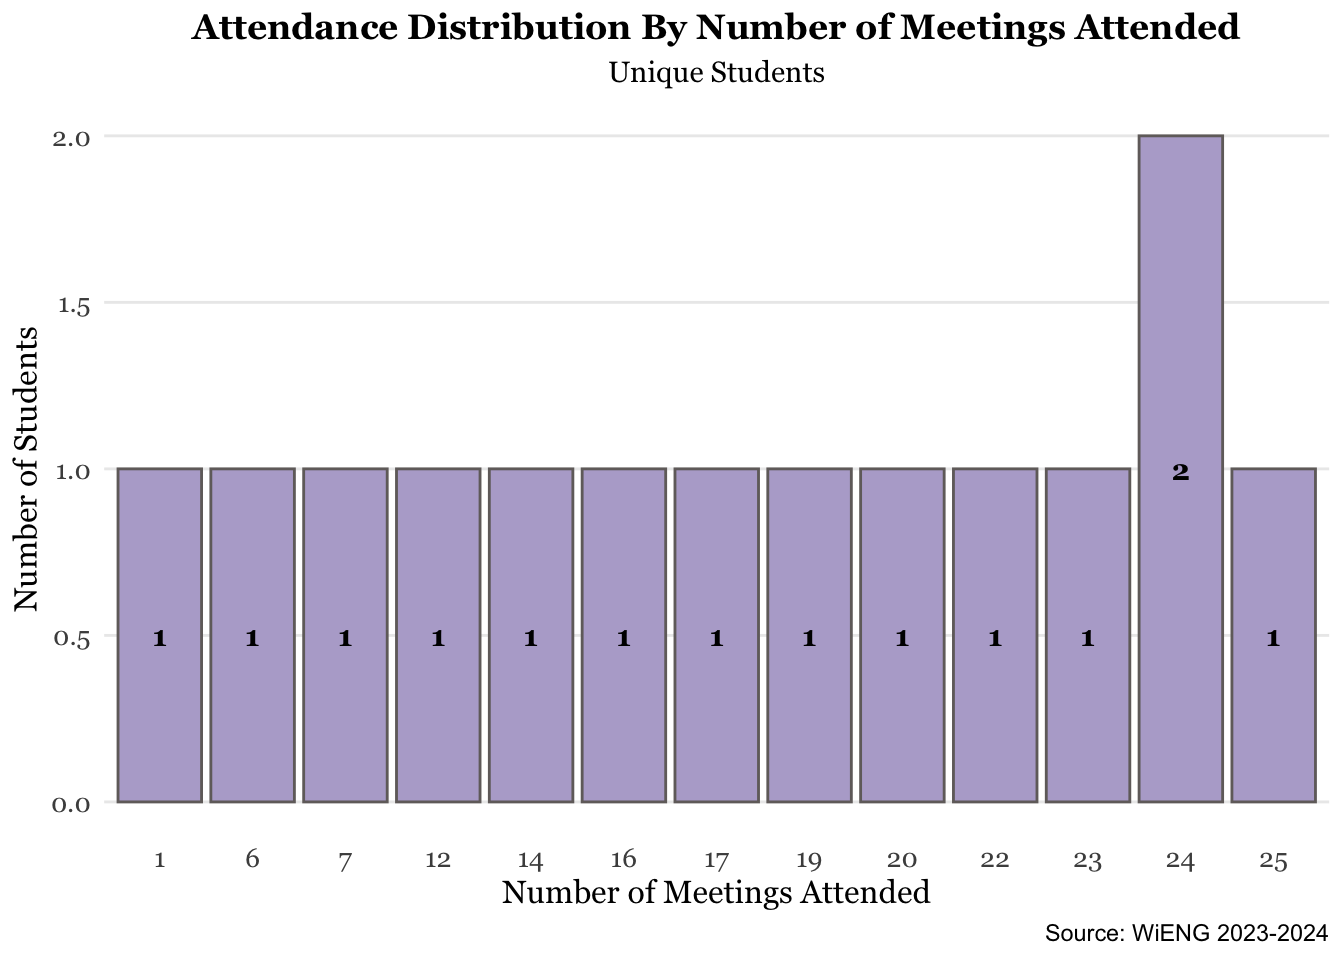 Attendance Distribution By Number of Meetings Attended
Unique Students
Number of Students
2.0
1.5
1.0
0.5
0.0
1 1 1 1 1 1 1 1 1 1 1 2 1
1 6 7 12 14 16 17 19 20 22 23 24 25
Number of Meetings Attended
Source: WiENG 2023-2024